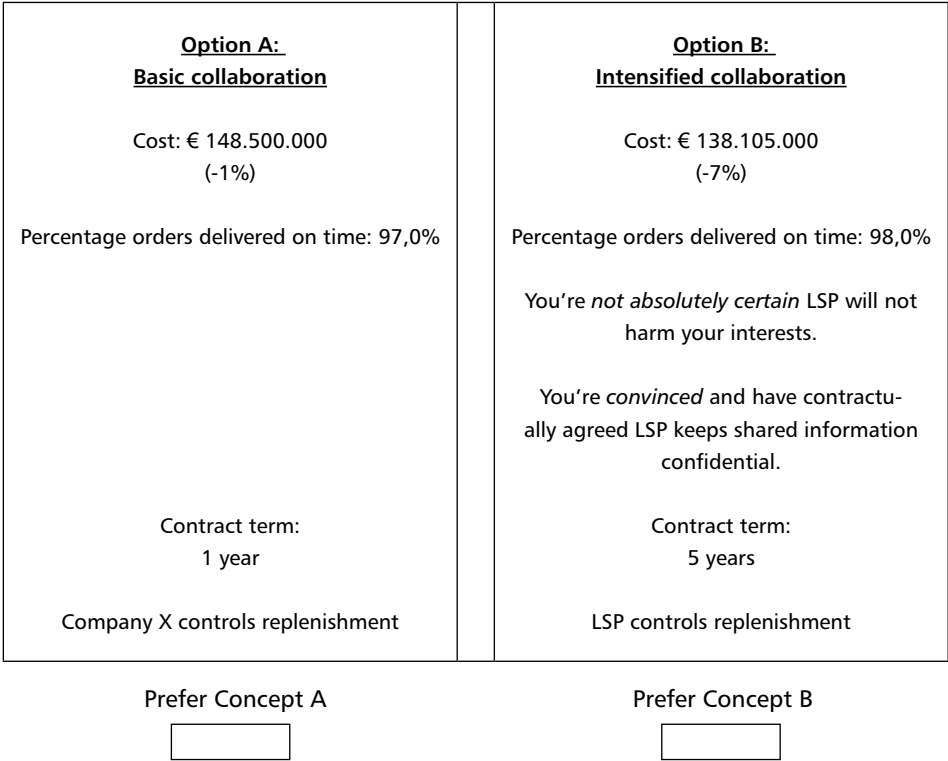 Option A:
Basic collaboration
Cost: € 148.500.000
(-1%)
Percentage orders delivered on time: 97,0%
Contract term:
1 year
Company X controls replenishment
Option B:
Intensified collaboration
Cost: € 138.105.000
(-7%)
Percentage orders delivered on time: 98,0%
You're not absolutely certain LSP will not
harm your interests.
You're convinced and have contractu-
ally agreed LSP keeps shared information
confidential.
Contract term:
5 years
LSP controls replenishment
Prefer Concept A
Prefer Concept B